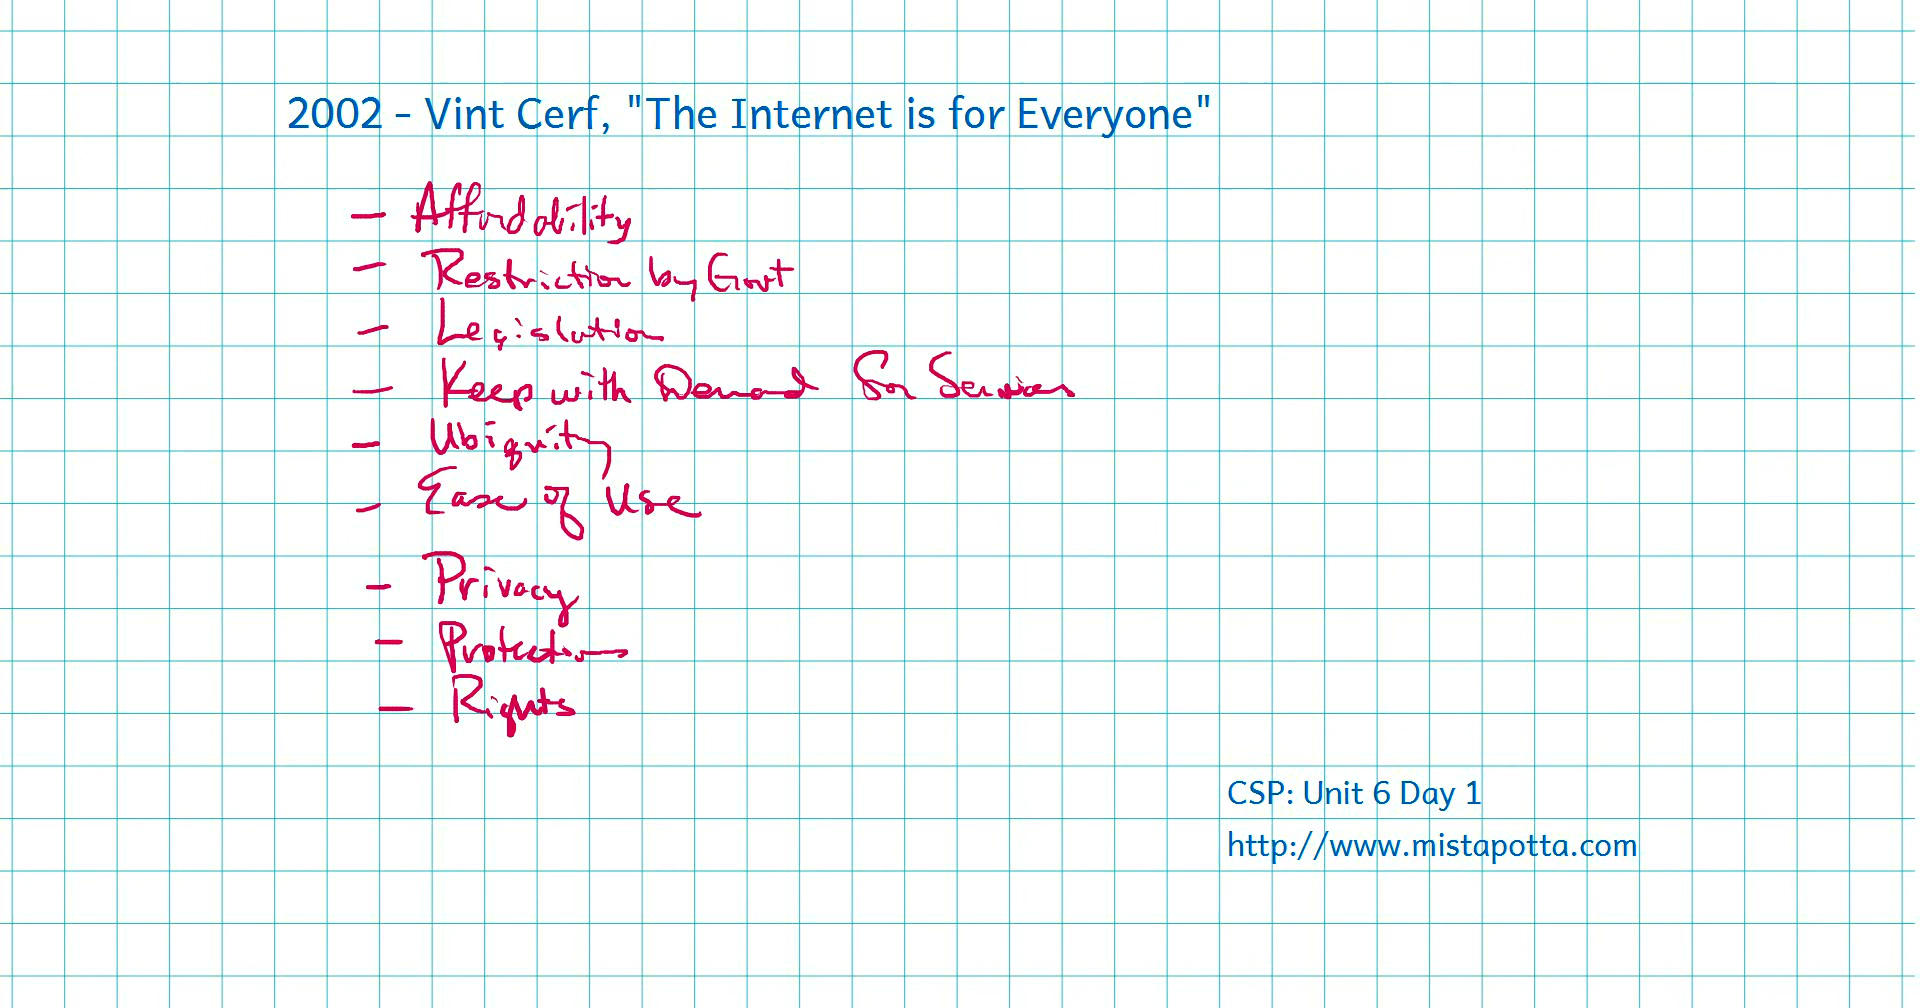 2002 - Vint Cerf, "The Internet is for Everyone"
- Affordability
- Restriction by Govt
- Legislation
- Keep with Demand for Services
- Ubiquity
- Ease of Use
- Privacy
- Protection
- Rights
CSP: Unit 6 Day 1
http://www.mistapotta.com